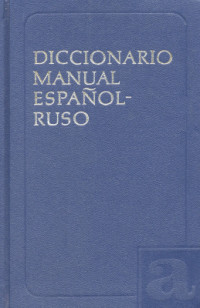 DICCIONARIO
MANUAL
ESPAÑOL-
RUSO
a